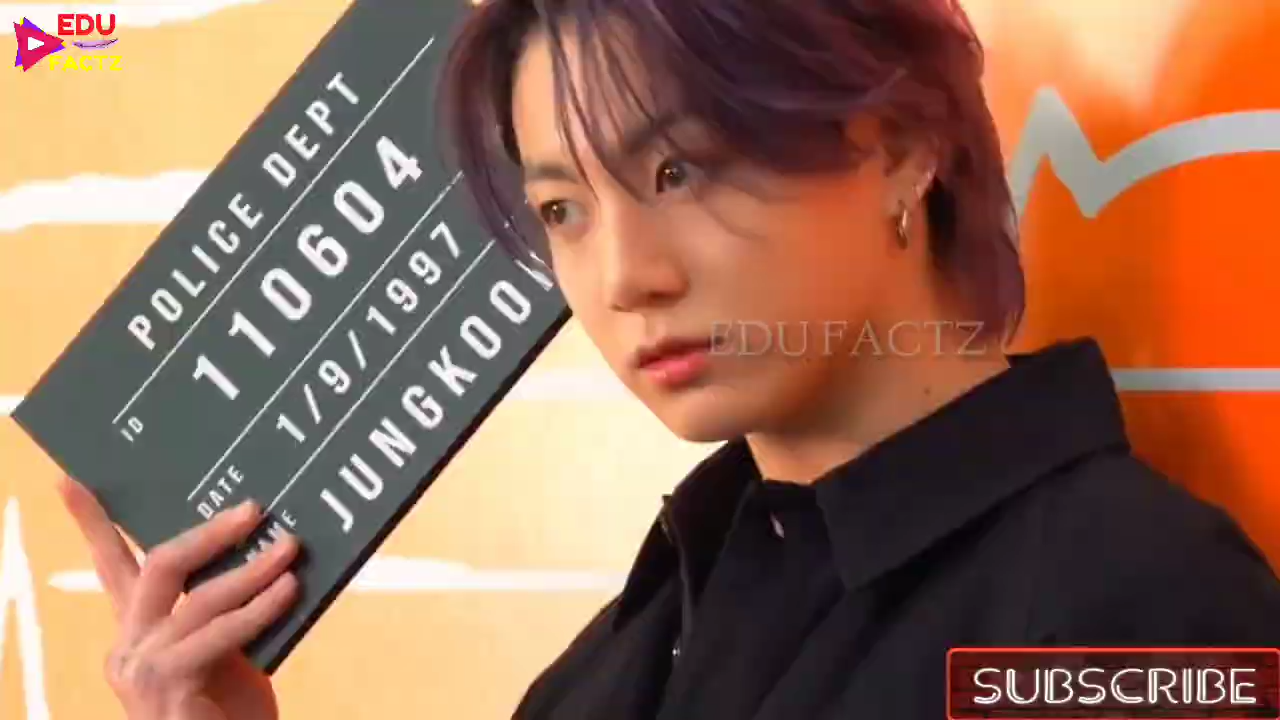 EDU
FACTZ
POLICE DEPT
110604
ID
1/9/1997
DATE
JUNGKOOK
NAME
EDU FACTZ
SUBSCRIBE